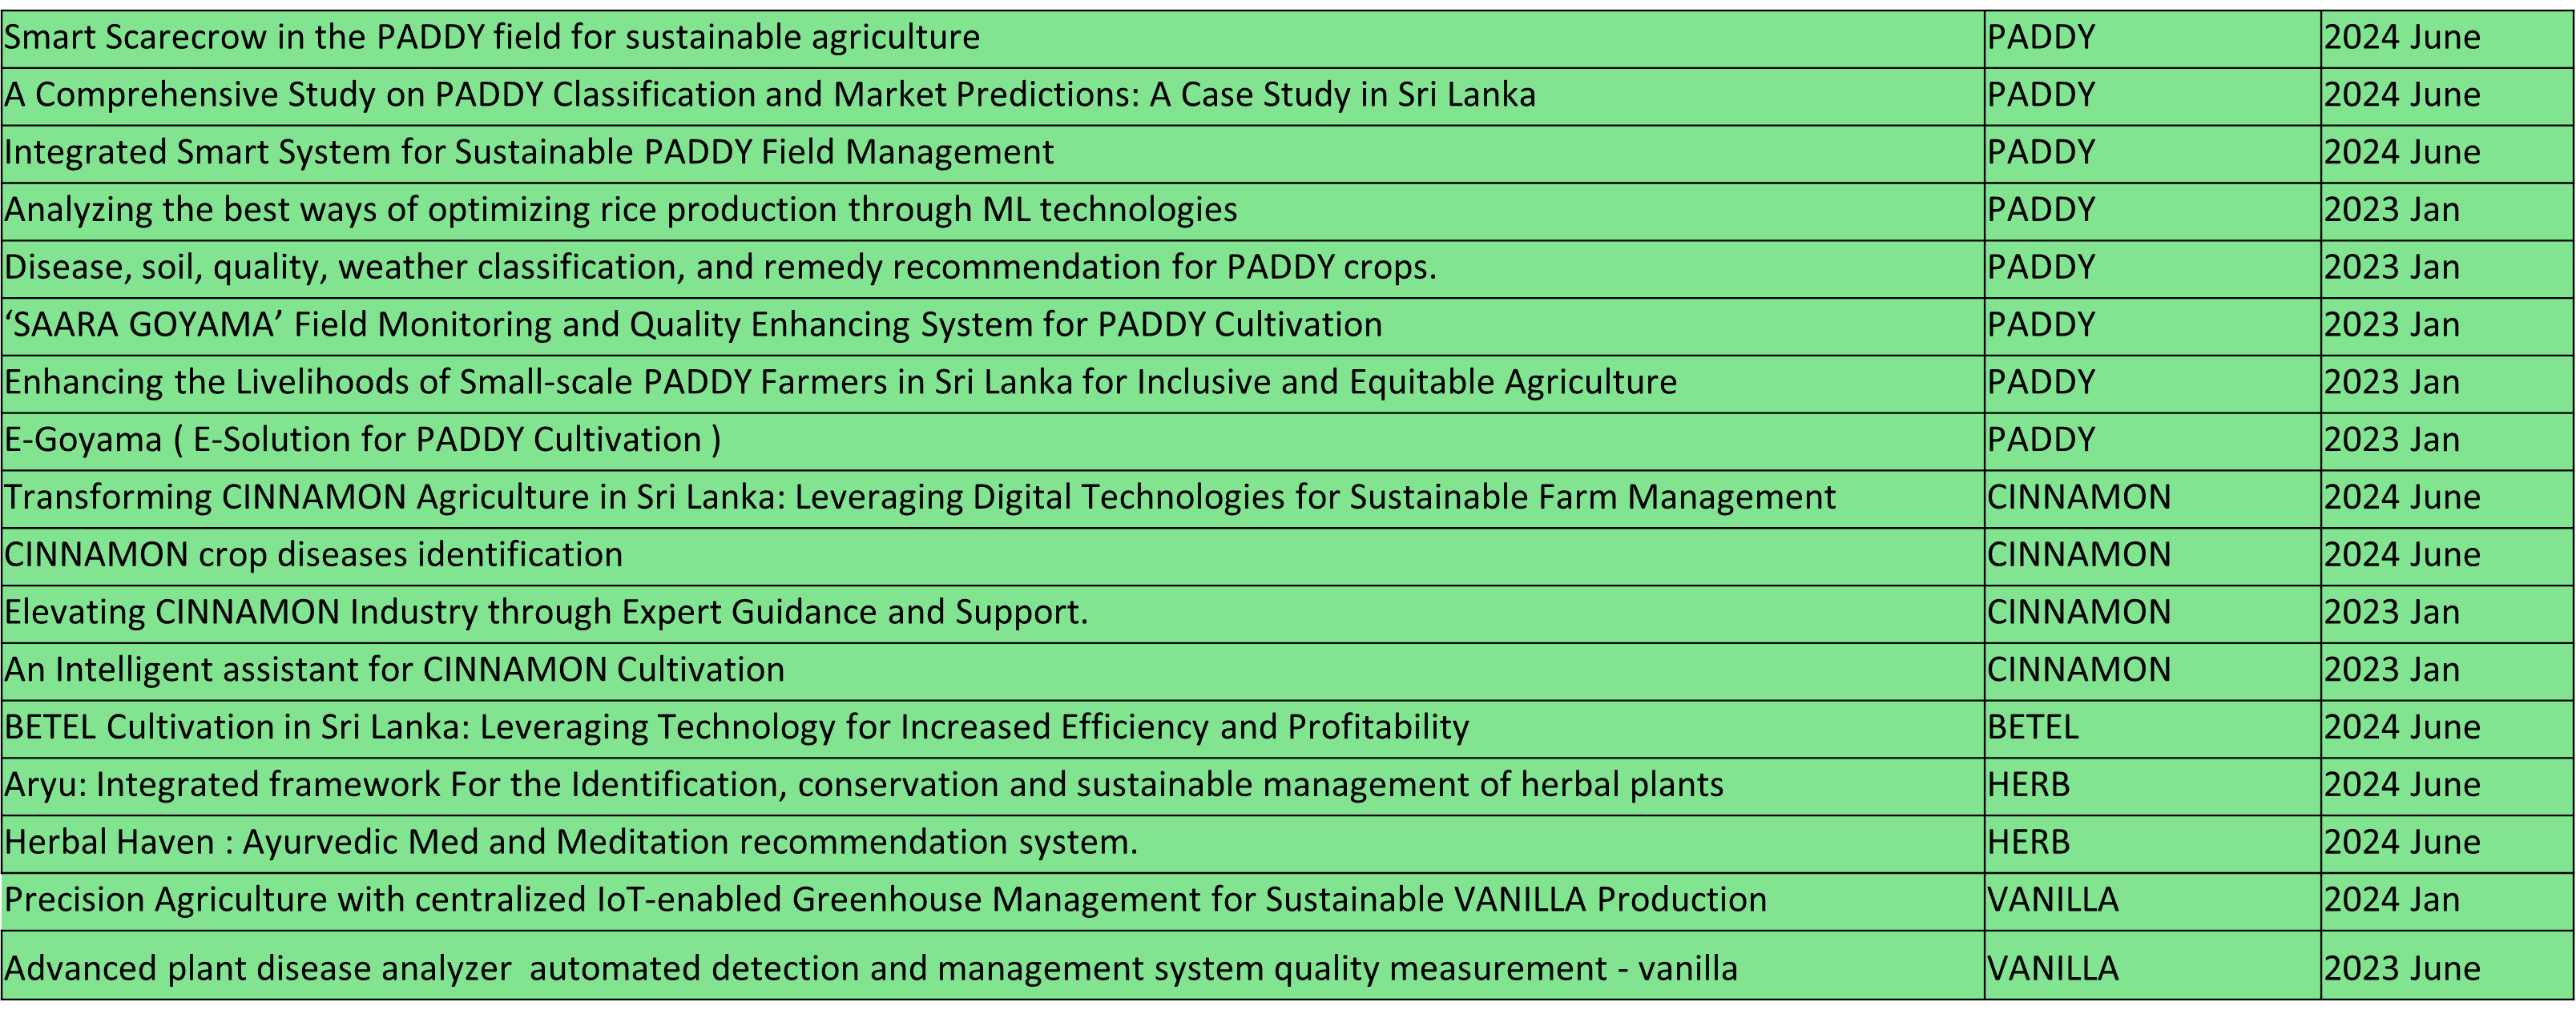 Smart Scarecrow in the PADDY field for sustainable agriculture PADDY 2024 June
A Comprehensive Study on PADDY Classification and Market Predictions: A Case Study in Sri Lanka PADDY 2024 June
Integrated Smart System for Sustainable PADDY Field Management PADDY 2024 June
Analyzing the best ways of optimizing rice production through ML technologies PADDY 2023 Jan
Disease, soil, quality, weather classification, and remedy recommendation for PADDY crops. PADDY 2023 Jan
‘SAARA GOYAMA’ Field Monitoring and Quality Enhancing System for PADDY Cultivation PADDY 2023 Jan
Enhancing the Livelihoods of Small-scale PADDY Farmers in Sri Lanka for Inclusive and Equitable Agriculture PADDY 2023 Jan
E-Goyama ( E-Solution for PADDY Cultivation ) PADDY 2023 Jan
Transforming CINNAMON Agriculture in Sri Lanka: Leveraging Digital Technologies for Sustainable Farm Management CINNAMON 2024 June
CINNAMON crop diseases identification CINNAMON 2024 June
Elevating CINNAMON Industry through Expert Guidance and Support. CINNAMON 2023 Jan
An Intelligent assistant for CINNAMON Cultivation CINNAMON 2023 Jan
BETEL Cultivation in Sri Lanka: Leveraging Technology for Increased Efficiency and Profitability BETEL 2024 June
Aryu: Integrated framework For the Identification, conservation and sustainable management of herbal plants HERB 2024 June
Herbal Haven : Ayurvedic Med and Meditation recommendation system. HERB 2024 June
Precision Agriculture with centralized IoT-enabled Greenhouse Management for Sustainable VANILLA Production VANILLA 2024 Jan
Advanced plant disease analyzer  automated detection and management system quality measurement - vanilla VANILLA 2023 June